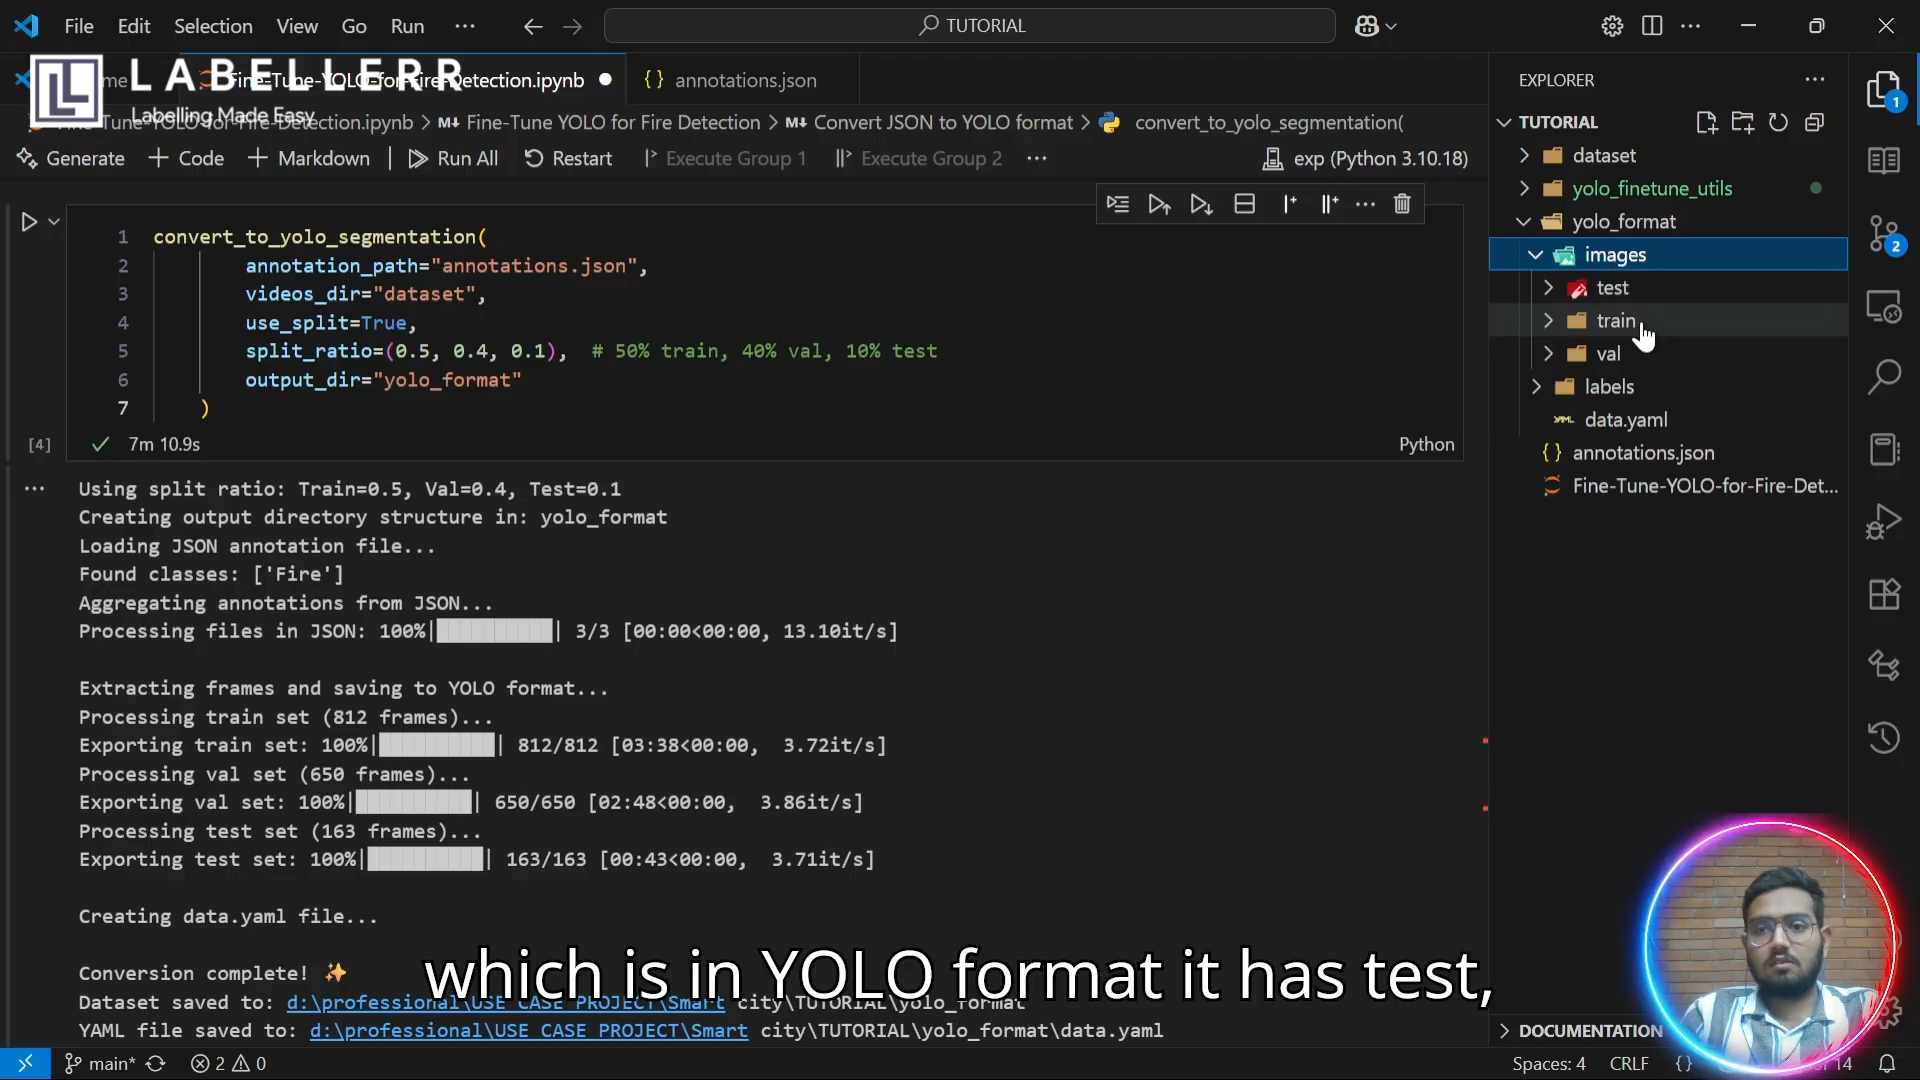 File Edit Selection View Go Run ··· TUTORIAL
LABELLERR
Labelling Made Easy
Fine-Tune-YOLO-for-Fire-Detection.ipynb
annotations.json
Fine-Tune-YOLO-for-Fire-Detection.ipynb > Fine-Tune YOLO for Fire Detection > Convert JSON to YOLO format > convert_to_yolo_segmentation(
Generate + Code + Markdown Run All Restart Execute Group 1 Execute Group 2 ··· exp (Python 3.10.18)
1 convert_to_yolo_segmentation(
2 annotation_path="annotations.json",
3 videos_dir="dataset",
4 use_split=True,
5 split_ratio=(0.5, 0.4, 0.1), # 50% train, 40% val, 10% test
6 output_dir="yolo_format"
7 )
[4] 7m 10.9s Python
Using split ratio: Train=0.5, Val=0.4, Test=0.1
Creating output directory structure in: yolo_format
Loading JSON annotation file...
Found classes: ['Fire']
Aggregating annotations from JSON...
Processing files in JSON: 100%|██████████| 3/3 [00:00<00:00, 13.10it/s]
Extracting frames and saving to YOLO format...
Processing train set (812 frames)...
Exporting train set: 100%|██████████| 812/812 [03:38<00:00, 3.72it/s]
Processing val set (650 frames)...
Exporting val set: 100%|██████████| 650/650 [02:48<00:00, 3.86it/s]
Processing test set (163 frames)...
Exporting test set: 100%|██████████| 163/163 [00:43<00:00, 3.71it/s]
Creating data.yaml file...
Conversion complete! ✨
Dataset saved to: d:\professional\USE CASE PROJECT\Smart city\TUTORIAL\yolo_format
YAML file saved to: d:\professional\USE CASE PROJECT\Smart city\TUTORIAL\yolo_format\data.yaml
which is in YOLO format it has test,
EXPLORER
TUTORIAL
dataset
yolo_finetune_utils
yolo_format
images
test
train
val
labels
data.yaml
annotations.json
Fine-Tune-YOLO-for-Fire-Det...
DOCUMENTATION
1
2
main* 2 0
Spaces: 4 CRLF {} 14